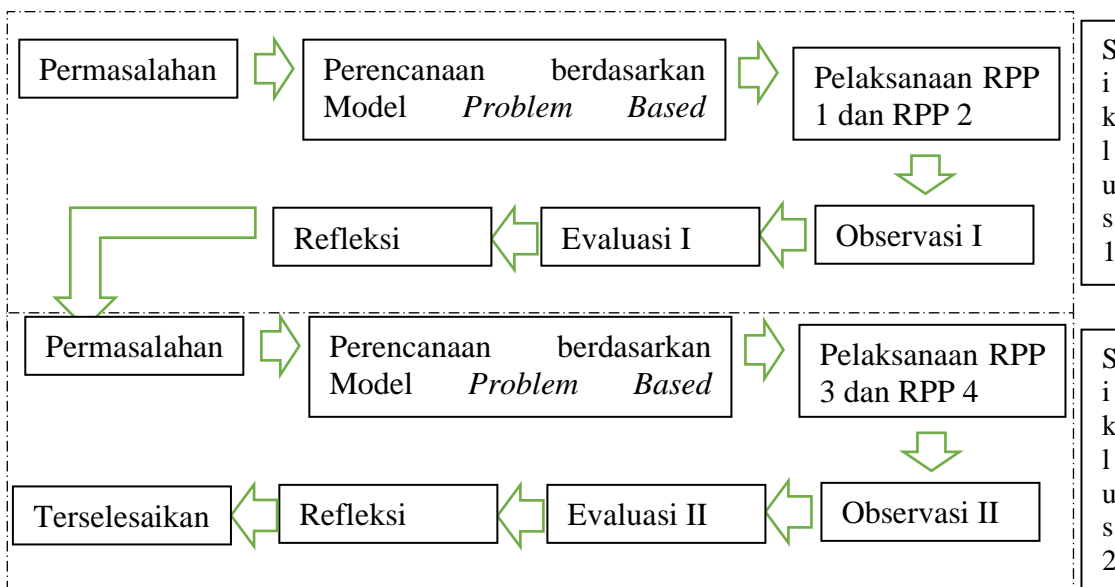 Permasalahan
Perencanaan berdasarkan
Model Problem Based
Pelaksanaan RPP
1 dan RPP 2
Refleksi
Evaluasi I
Observasi I
S
i
k
l
u
s
1
Permasalahan
Perencanaan berdasarkan
Model Problem Based
Pelaksanaan RPP
3 dan RPP 4
Terselesaikan
Refleksi
Evaluasi II
Observasi II
S
i
k
l
u
s
2